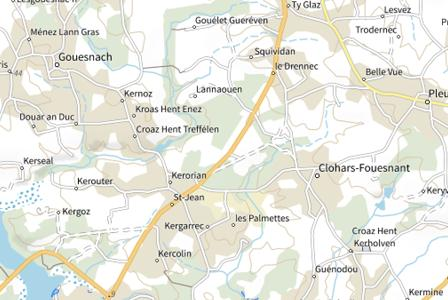 Ty Glaz
Lesvez
Gouélet Gueréven
Ménez Lann Gras
Trodernec
Squividan
Gouesnach
le Drennec
Belle Vue
44
Lannaouen
Kernoz
Kroas Hent Enez
Douar an Duc
Croaz Hent Treffélen
Kerseal
Clohars-Fouesnant
Kerorian
Kerouter
St-Jean
Kergoz
les Palmettes
Kergarrec
Croaz Hent
Kerholven
Kercolin
Guénodou
Kermine